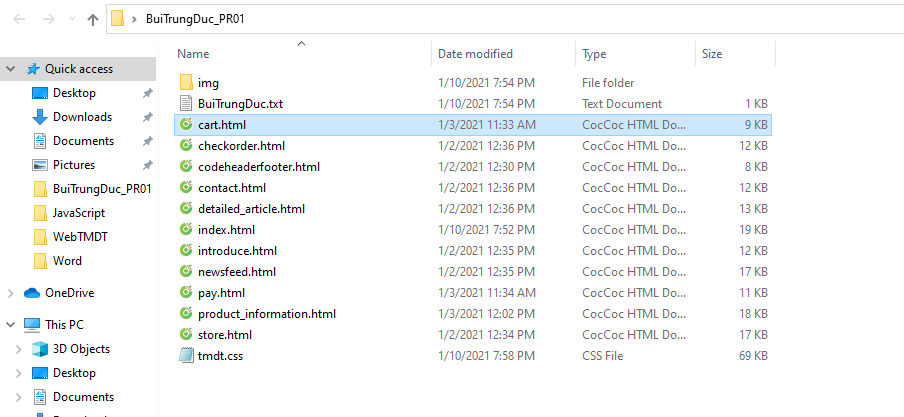 BuiTrungDuc_PR01
Name Date modified Type Size
Quick access
Desktop
Downloads
Documents
Pictures
BuiTrungDuc_PR01
JavaScript
WebTMDT
Word
OneDrive
This PC
3D Objects
Desktop
Documents
img 1/10/2021 7:54 PM File folder
BuiTrungDuc.txt 1/10/2021 7:54 PM Text Document 1 KB
cart.html 1/3/2021 11:33 AM CocCoc HTML Do... 9 KB
checkorder.html 1/2/2021 12:36 PM CocCoc HTML Do... 12 KB
codeheaderfooter.html 1/2/2021 12:30 PM CocCoc HTML Do... 8 KB
contact.html 1/2/2021 12:36 PM CocCoc HTML Do... 12 KB
detailed_article.html 1/2/2021 12:36 PM CocCoc HTML Do... 13 KB
index.html 1/10/2021 7:52 PM CocCoc HTML Do... 19 KB
introduce.html 1/2/2021 12:35 PM CocCoc HTML Do... 12 KB
newsfeed.html 1/2/2021 12:35 PM CocCoc HTML Do... 17 KB
pay.html 1/3/2021 11:34 AM CocCoc HTML Do... 11 KB
product_information.html 1/3/2021 12:02 PM CocCoc HTML Do... 18 KB
store.html 1/2/2021 12:34 PM CocCoc HTML Do... 17 KB
tmdt.css 1/10/2021 7:58 PM CSS File 69 KB